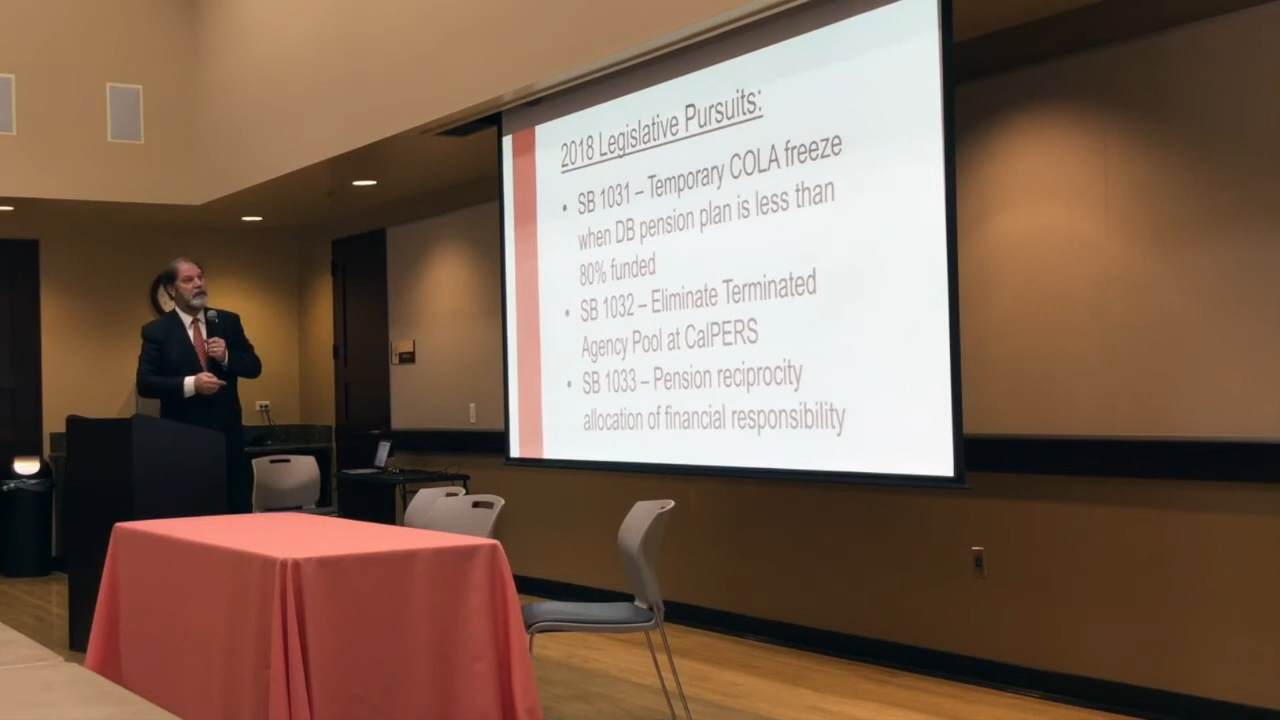 2018 Legislative Pursuits:
• SB 1031 – Temporary COLA freeze
when DB pension plan is less than
80% funded
• SB 1032 – Eliminate Terminated
Agency Pool at CalPERS
• SB 1033 – Pension reciprocity
allocation of financial responsibility